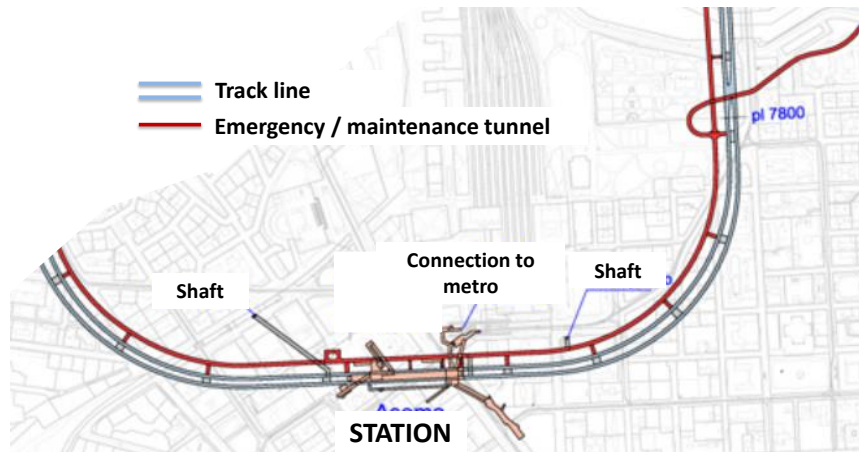 Track line
Emergency / maintenance tunnel
pl 7800
Connection to
metro
Shaft
Shaft
STATION